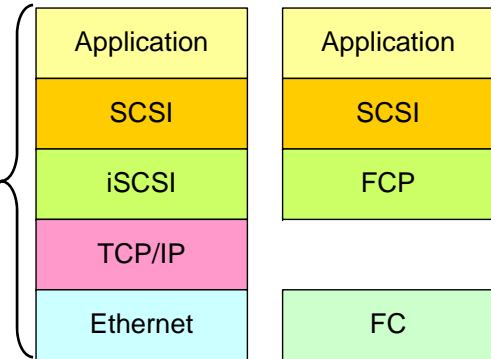 Application
SCSI
iSCSI
TCP/IP
Ethernet
Application
SCSI
FCP
FC